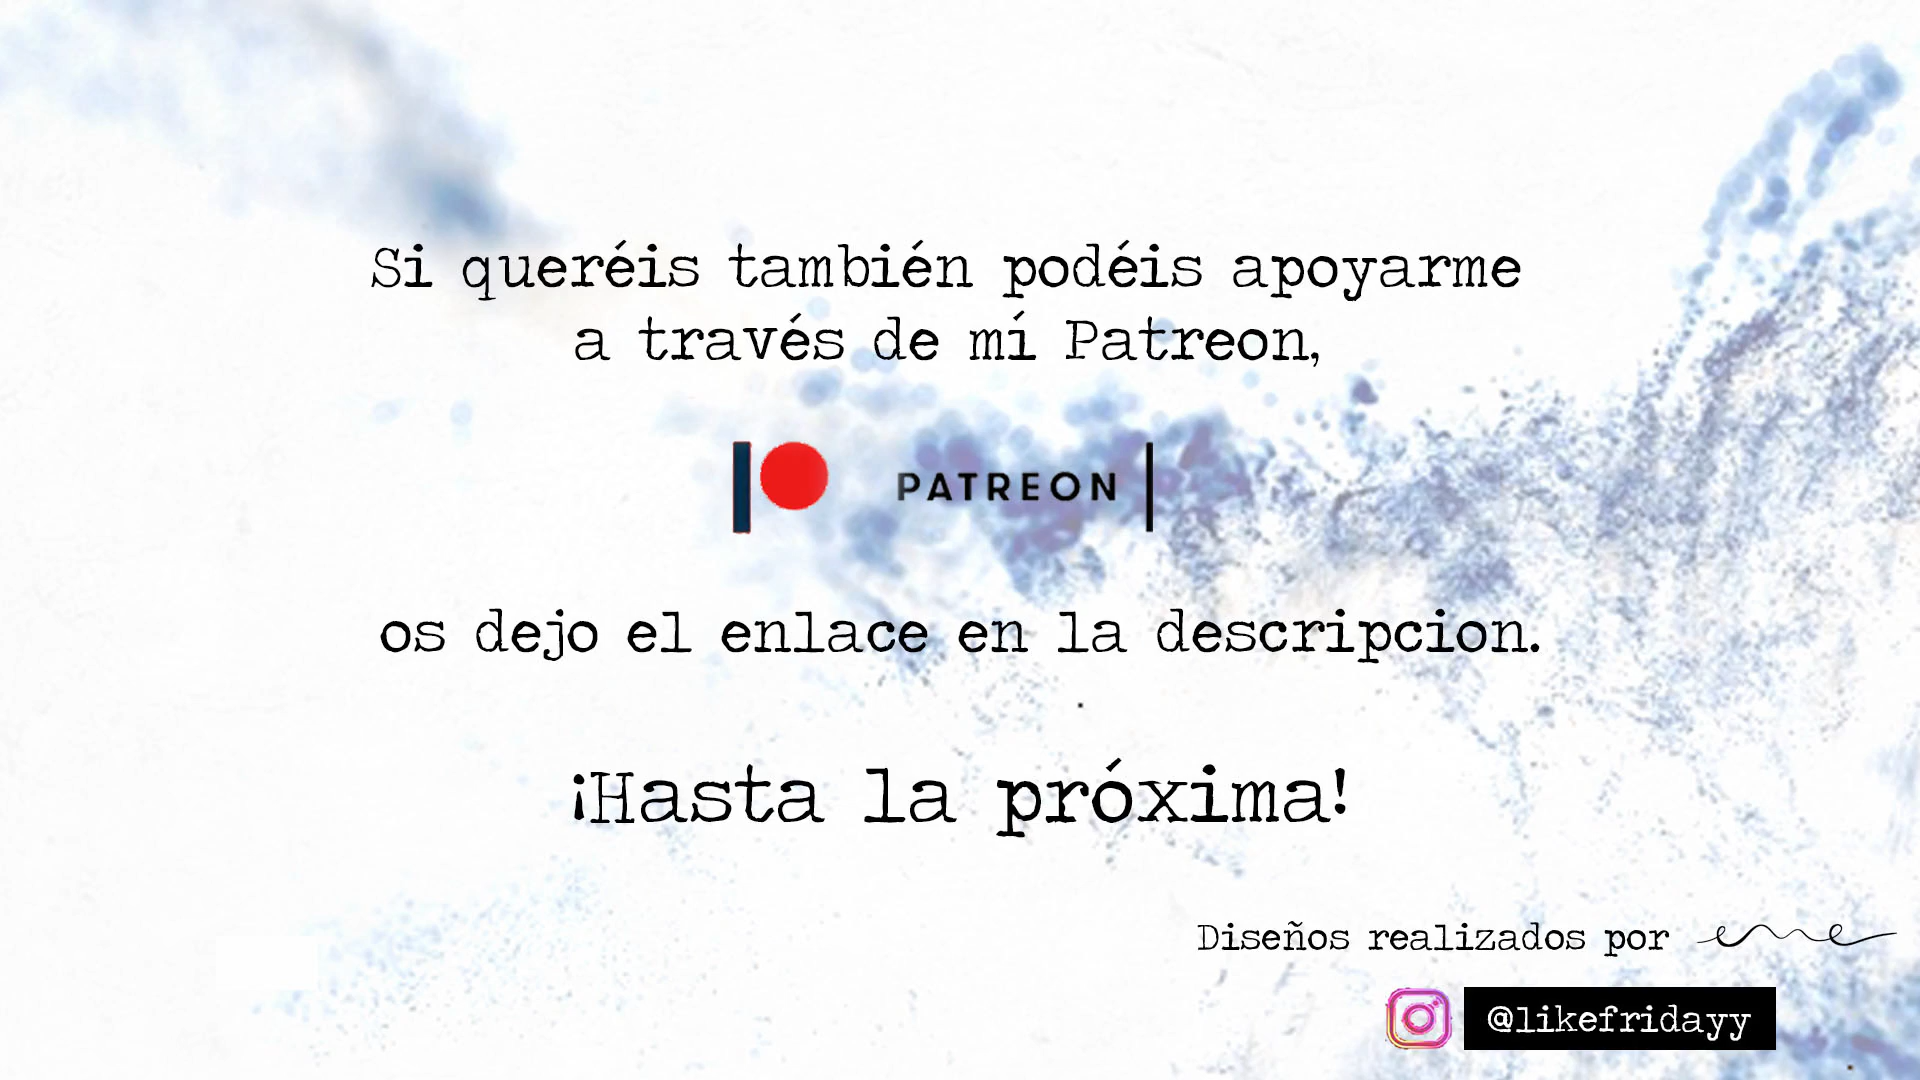 Si queréis también podéis apoyarme
a través de mí Patreon,
PATREON
os dejo el enlace en la descripcion.
¡Hasta la próxima!
Diseños realizados por eme
@likefridayy